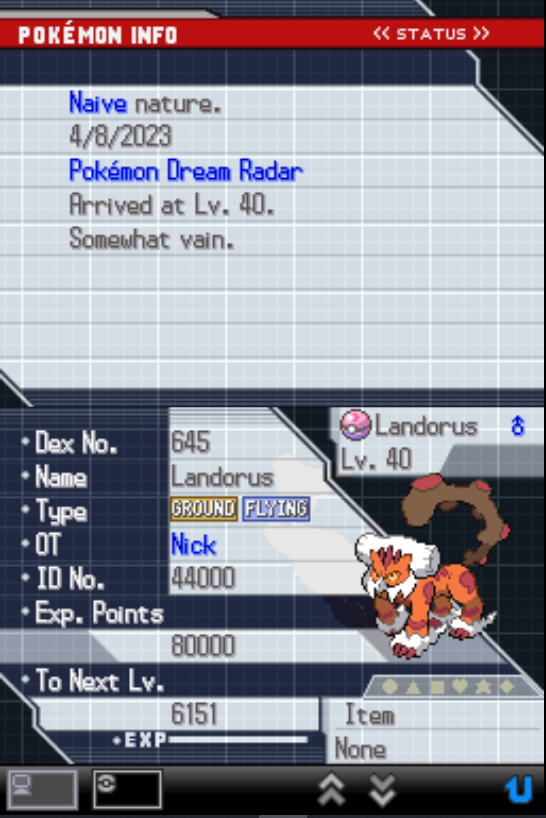 POKÉMON INFO
<< STATUS >>
Naive nature.
4/8/2023
Pokémon Dream Radar
Arrived at Lv. 40.
Somewhat vain.
Landorus ♂
Lv. 40
• Dex No. 645
• Name Landorus
• Type GROUND FLYING
• OT Nick
• ID No. 44000
• Exp. Points
80000
• To Next Lv.
6151
• EXP
Item
None